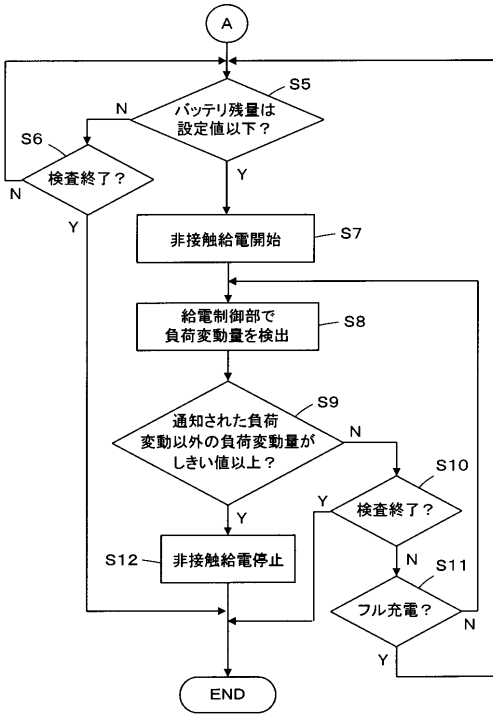 A
S5
バッテリ残量は
設定値以下?
N
Y
S6
検査終了?
N
Y
非接触給電開始
S7
給電制御部で
負荷変動量を検出
S8
S9
通知された負荷
変動以外の負荷変動量が
しきい値以上?
N
Y
S10
検査終了?
Y
N
S12
非接触給電停止
S11
フル充電?
N
Y
END